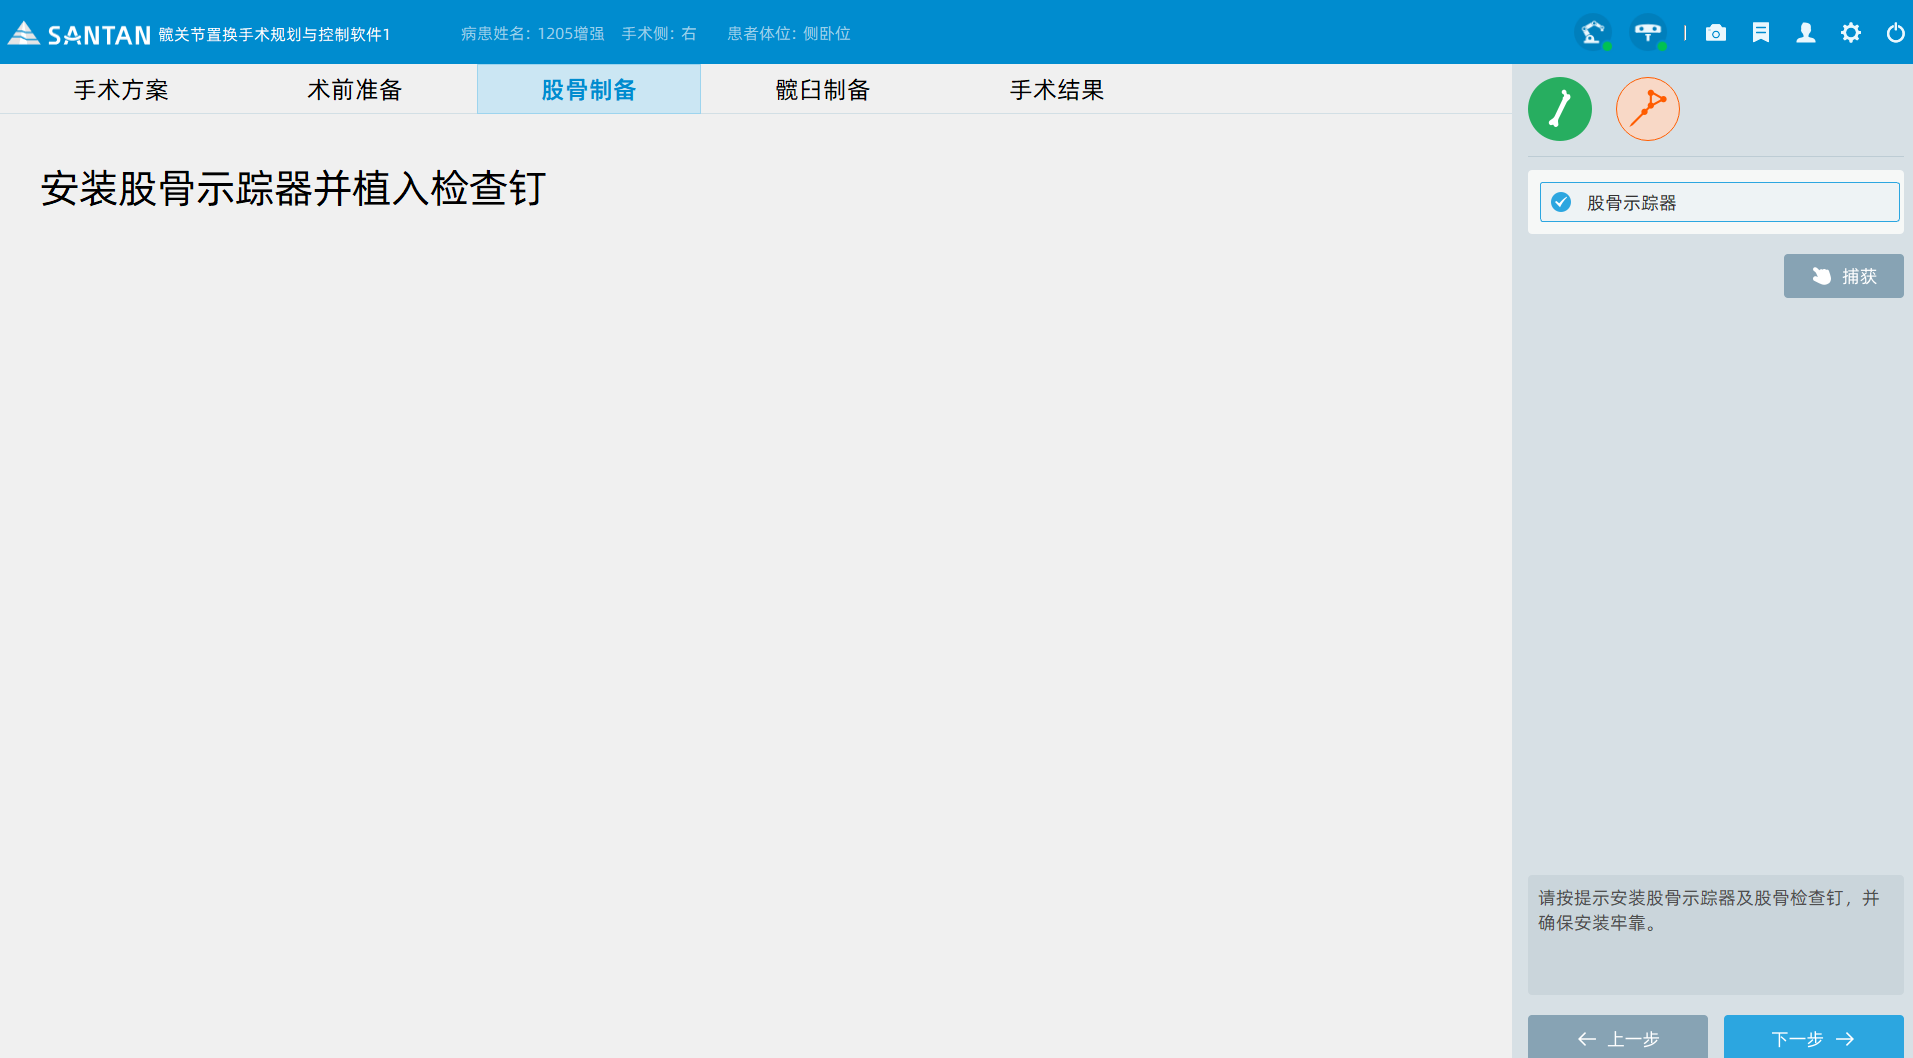 SANTAN 髋关节置换手术规划与控制软件1 病患姓名: 1205增强 手术侧: 右 患者体位: 侧卧位
手术方案 术前准备 股骨制备 髋臼制备 手术结果
安装股骨示踪器并植入检查钉
股骨示踪器
捕获
请按提示安装股骨示踪器及股骨检查钉，并
确保安装牢靠。
上一步 下一步